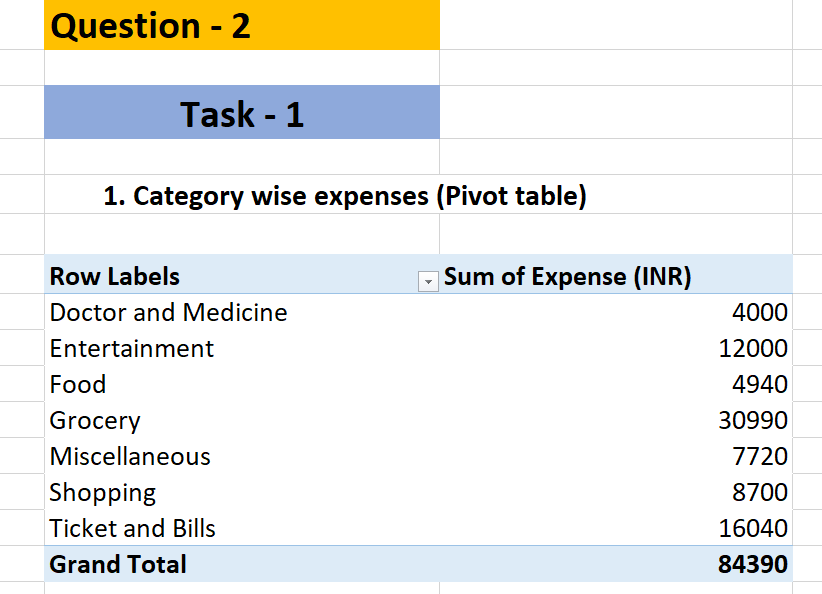 Question - 2
Task - 1
1. Category wise expenses (Pivot table)
Row Labels Sum of Expense (INR)
Doctor and Medicine 4000
Entertainment 12000
Food 4940
Grocery 30990
Miscellaneous 7720
Shopping 8700
Ticket and Bills 16040
Grand Total 84390